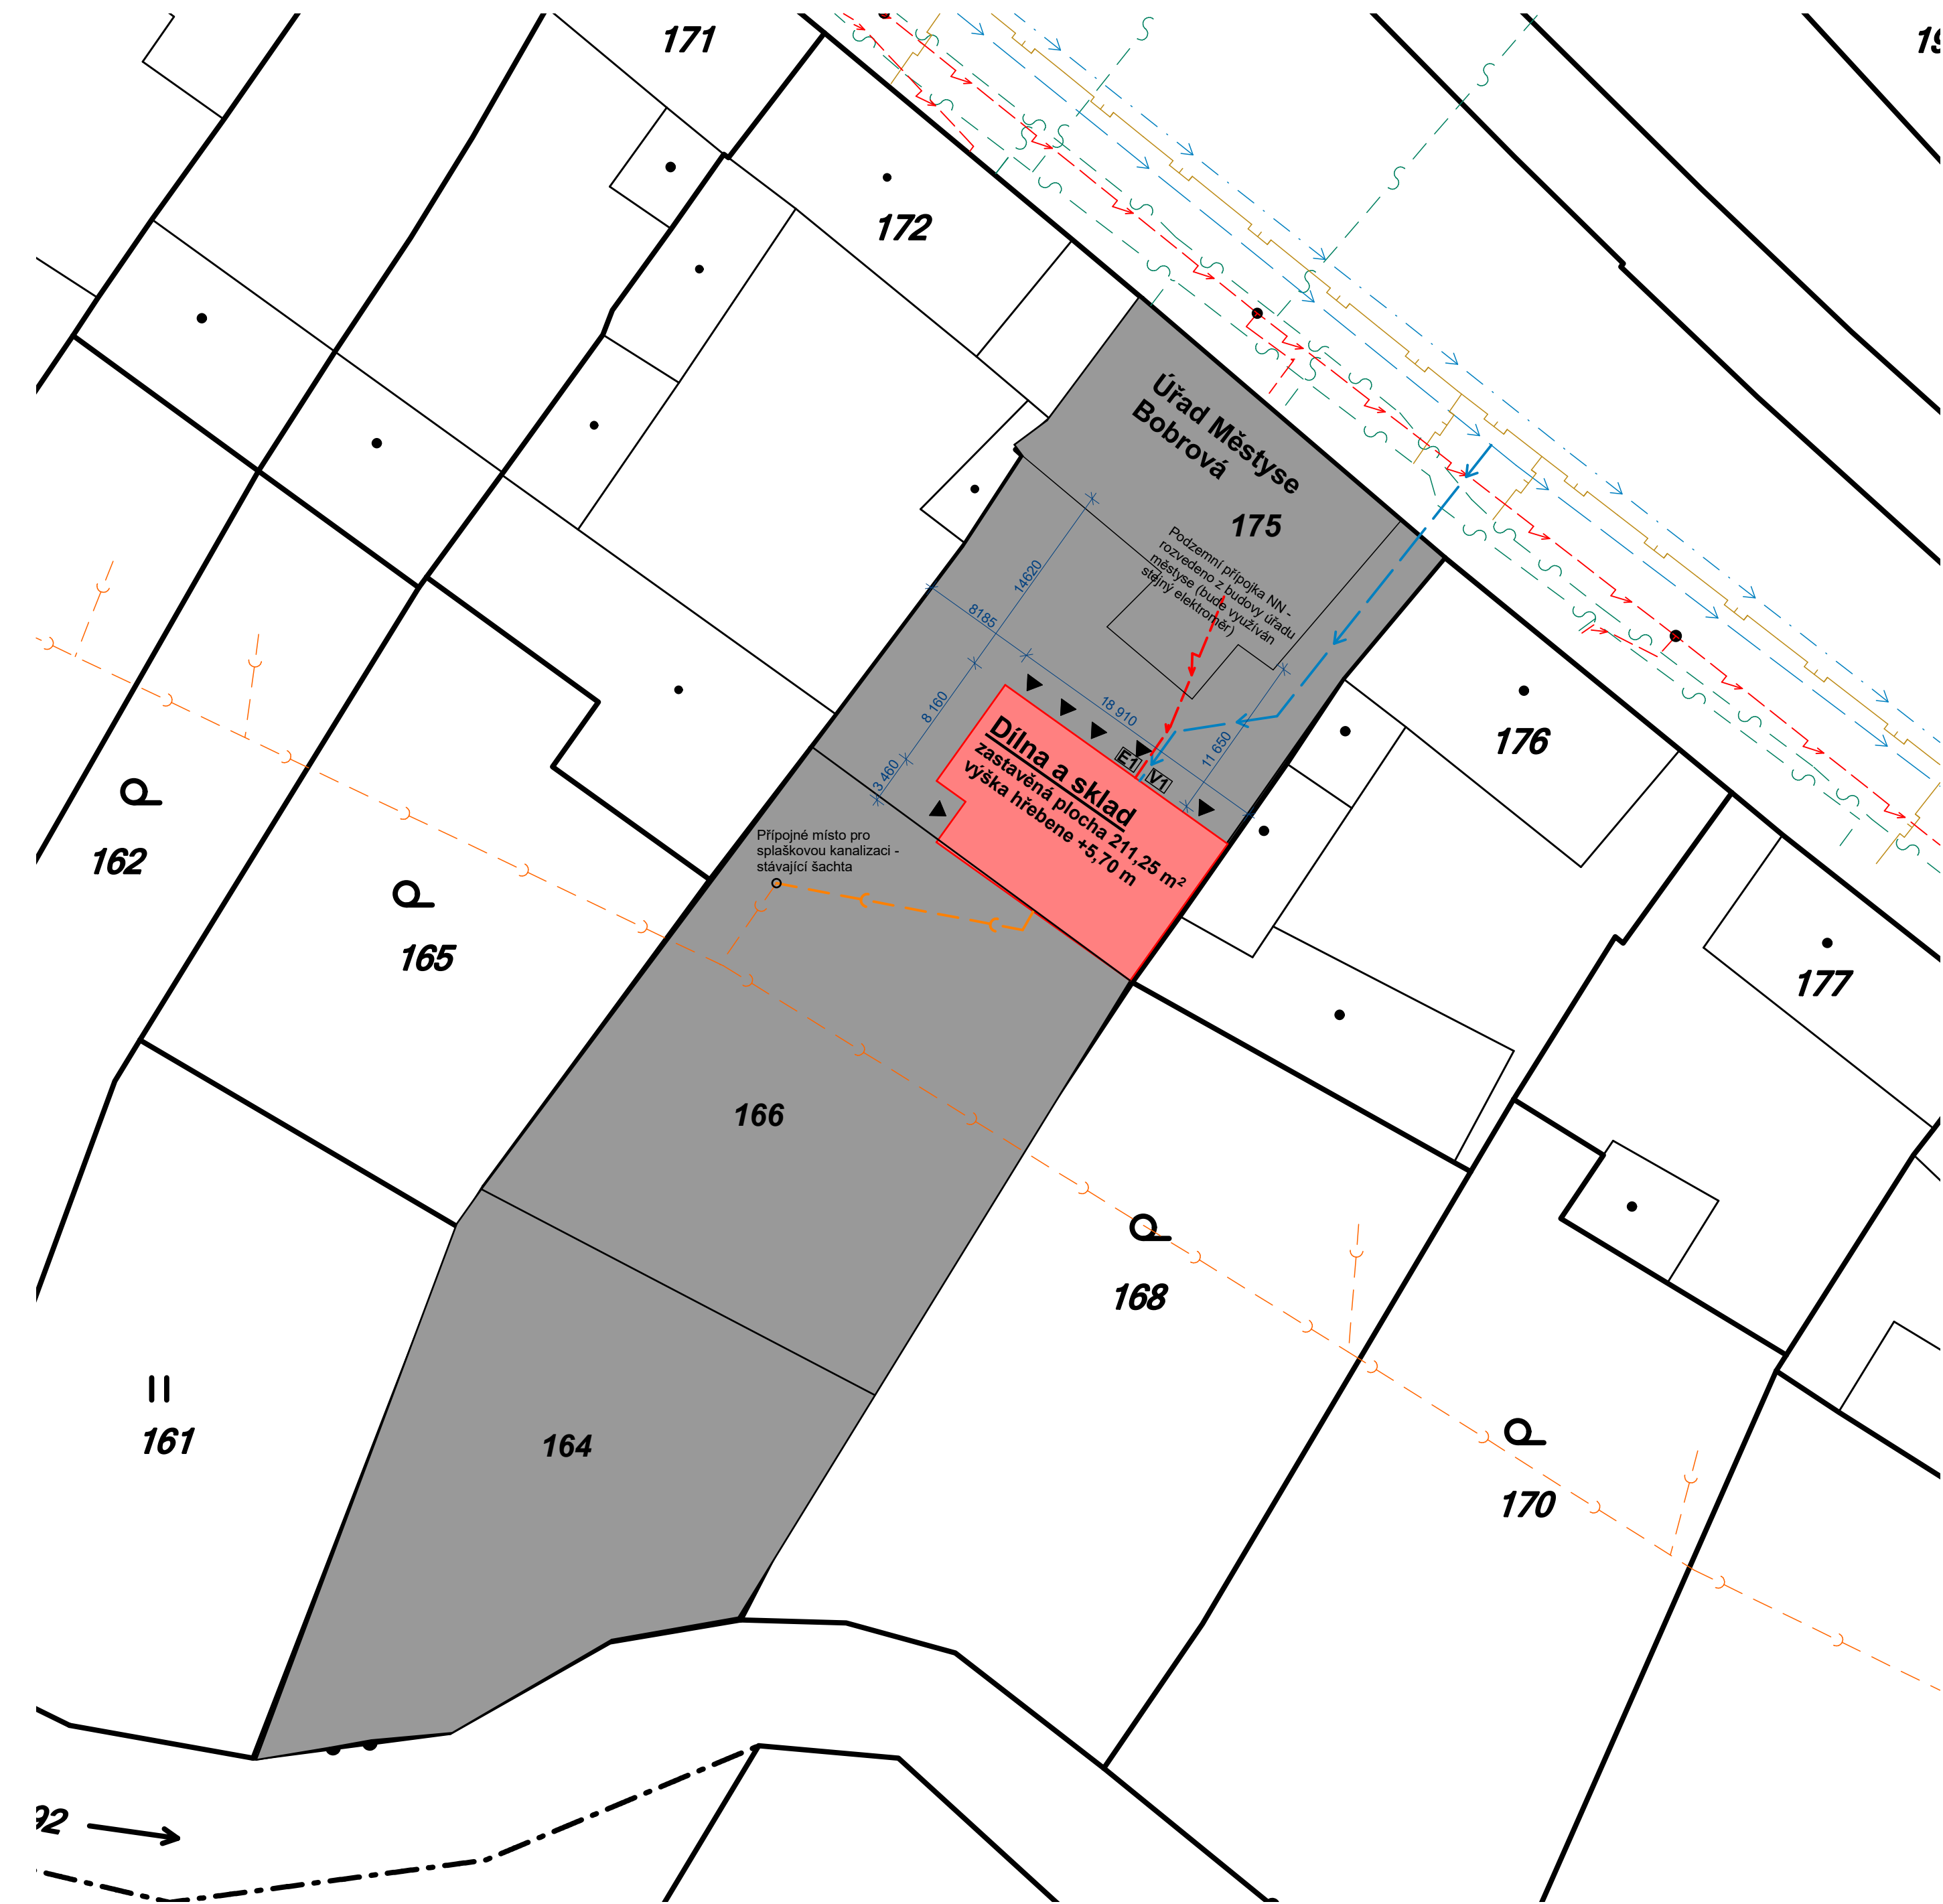 171
172
Úřad Městyse
Bobrová
175
Podzemní přípojka NN -
rozvedeno z budovy úřadu
městyse (bude využíván
stejný elektroměr)
14620
8185
8 160
18 910
11 650
3 460
E1
V1
Dílna a sklad
zastavěná plocha 211,25 m²
výška hřebene +5,70 m
176
Přípojné místo pro
splaškovou kanalizaci -
stávající šachta
162
165
177
166
168
161
164
170
92